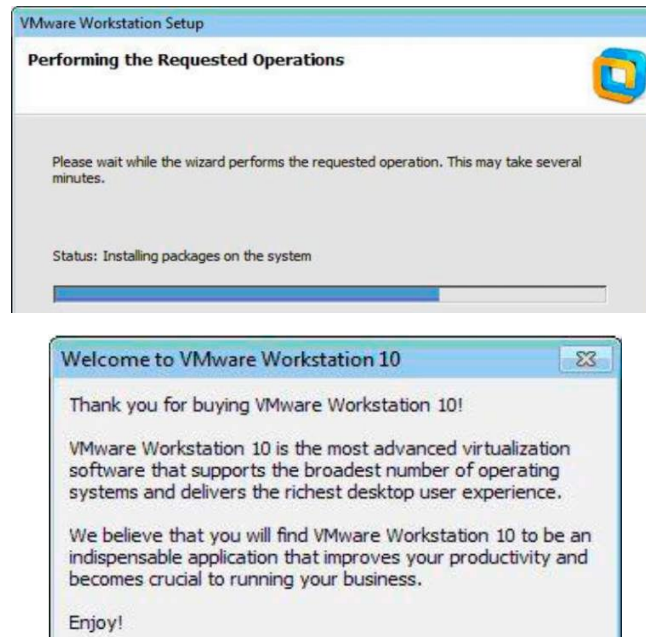 VMware Workstation Setup
Performing the Requested Operations
Please wait while the wizard performs the requested operation. This may take several
minutes.
Status: Installing packages on the system
Welcome to VMware Workstation 10
Thank you for buying VMware Workstation 10!
VMware Workstation 10 is the most advanced virtualization
software that supports the broadest number of operating
systems and delivers the richest desktop user experience.
We believe that you will find VMware Workstation 10 to be an
indispensable application that improves your productivity and
becomes crucial to running your business.
Enjoy!